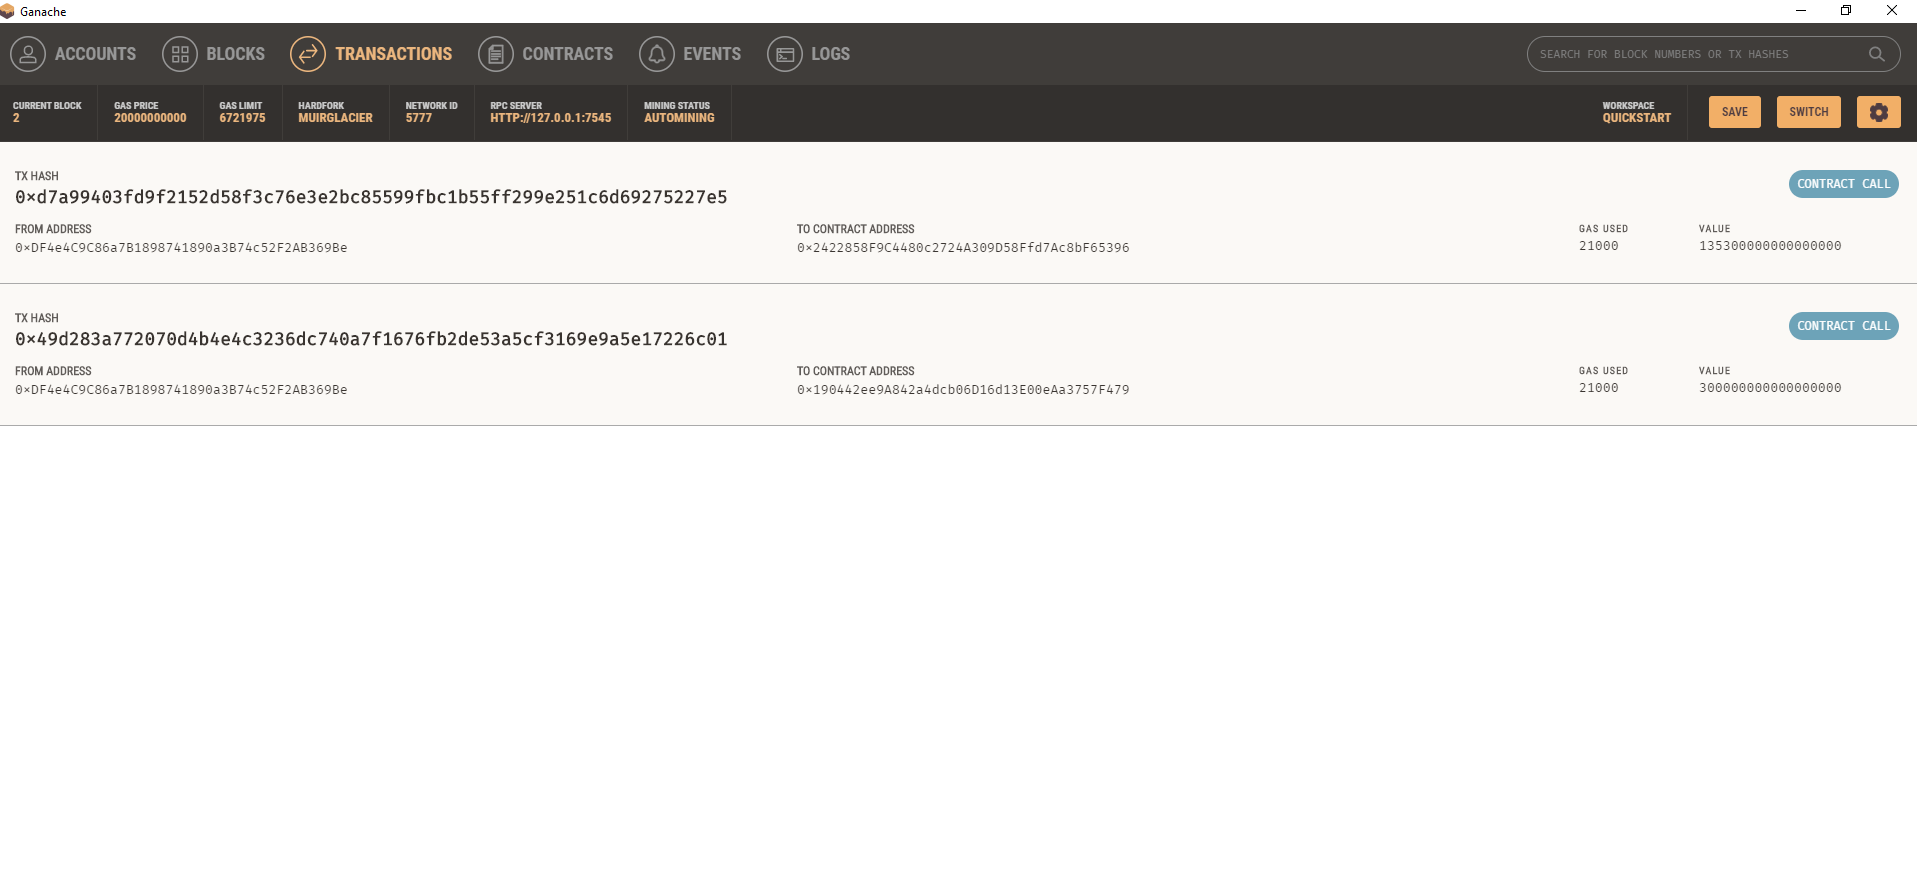 Ganache
ACCOUNTS BLOCKS TRANSACTIONS CONTRACTS EVENTS LOGS SEARCH FOR BLOCK NUMBERS OR TX HASHES
CURRENT BLOCK GAS PRICE GAS LIMIT HARDFORK NETWORK ID RPC SERVER MINING STATUS WORKSPACE
2 20000000000 6721975 MUIRGLACIER 5777 HTTP://127.0.0.1:7545 AUTOMINING QUICKSTART SAVE SWITCH
TX HASH
0×d7a99403fd9f2152d58f3c76e3e2bc85599fbc1b55ff299e251c6d69275227e5 CONTRACT CALL
FROM ADDRESS TO CONTRACT ADDRESS GAS USED VALUE
0×DF4e4C9C86a7B1898741890a3B74c52F2AB369Be 0×2422858F9C4480c2724A309D58Ffd7Ac8bF65396 21000 135300000000000000
TX HASH
0×49d283a772070d4b4e4c3236dc740a7f1676fb2de53a5cf3169e9a5e17226c01 CONTRACT CALL
FROM ADDRESS TO CONTRACT ADDRESS GAS USED VALUE
0×DF4e4C9C86a7B1898741890a3B74c52F2AB369Be 0×190442ee9A842a4dcb06D16d13E00eAa3757F479 21000 300000000000000000